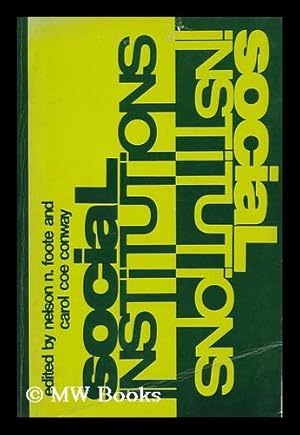 edited by nelson n. foote and
carol coe conway
social
INSTITUTIONS
social
INSTITUTIONS
© MW Books